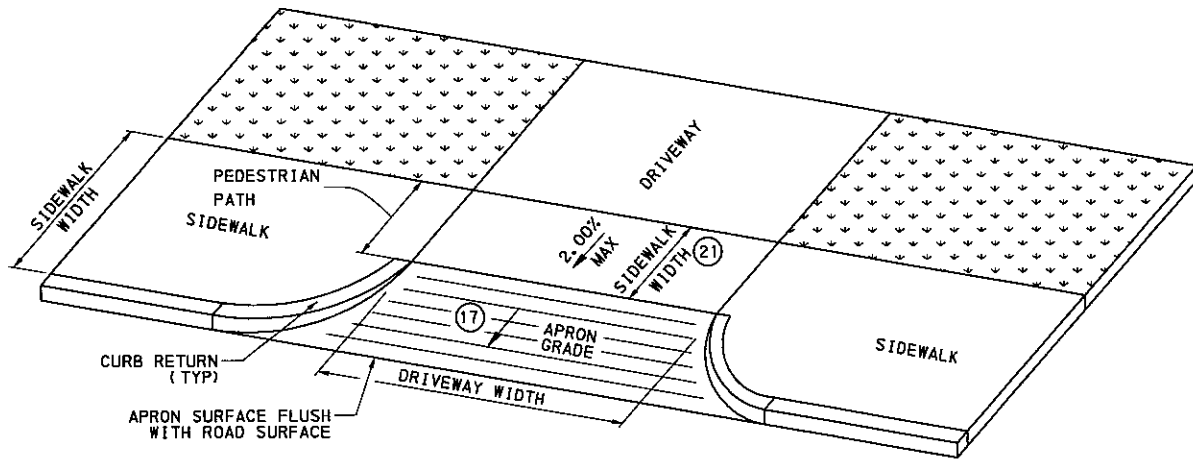 SIDEWALK
WIDTH
PEDESTRIAN
PATH
SIDEWALK
DRIVEWAY
2.00%
MAX
SIDEWALK
WIDTH
21
17
APRON
GRADE
DRIVEWAY WIDTH
SIDEWALK
CURB RETURN
(TYP)
APRON SURFACE FLUSH
WITH ROAD SURFACE